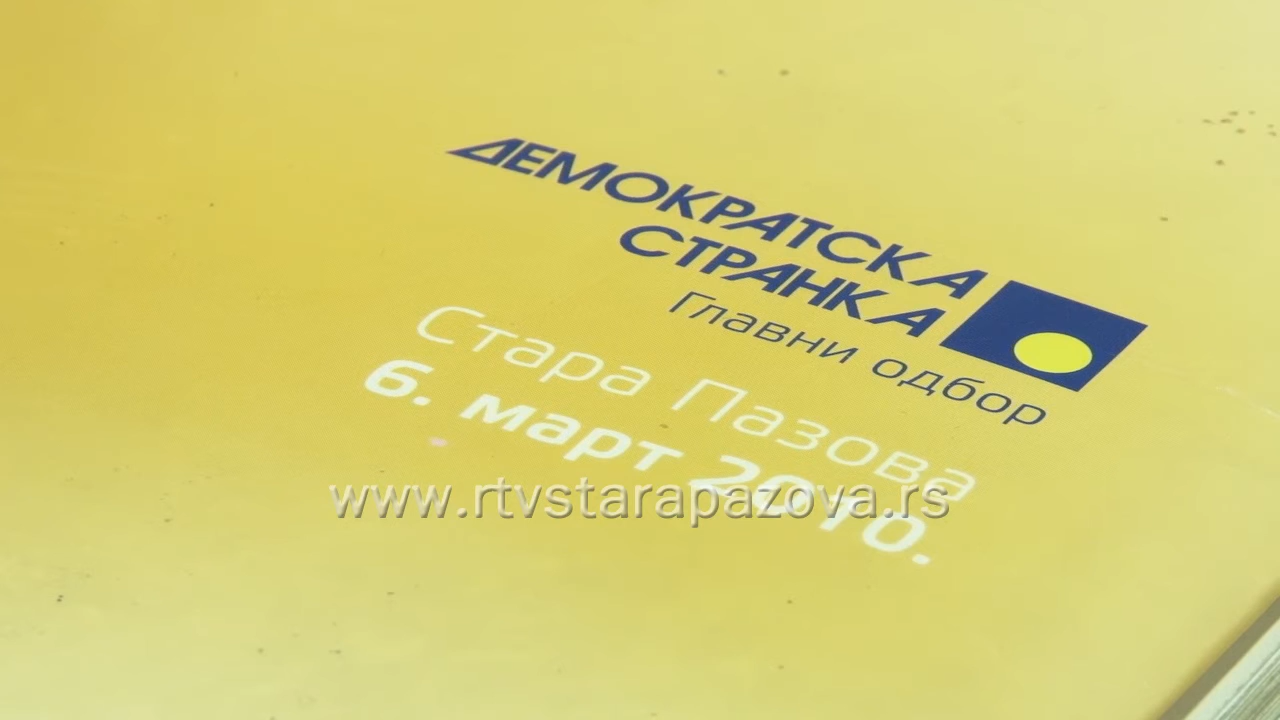 ДЕМОКРАТСКА
СТРАНКА
Главни одбор
Стара Пазова
6. март 2010.
www.rtvstarapazova.rs